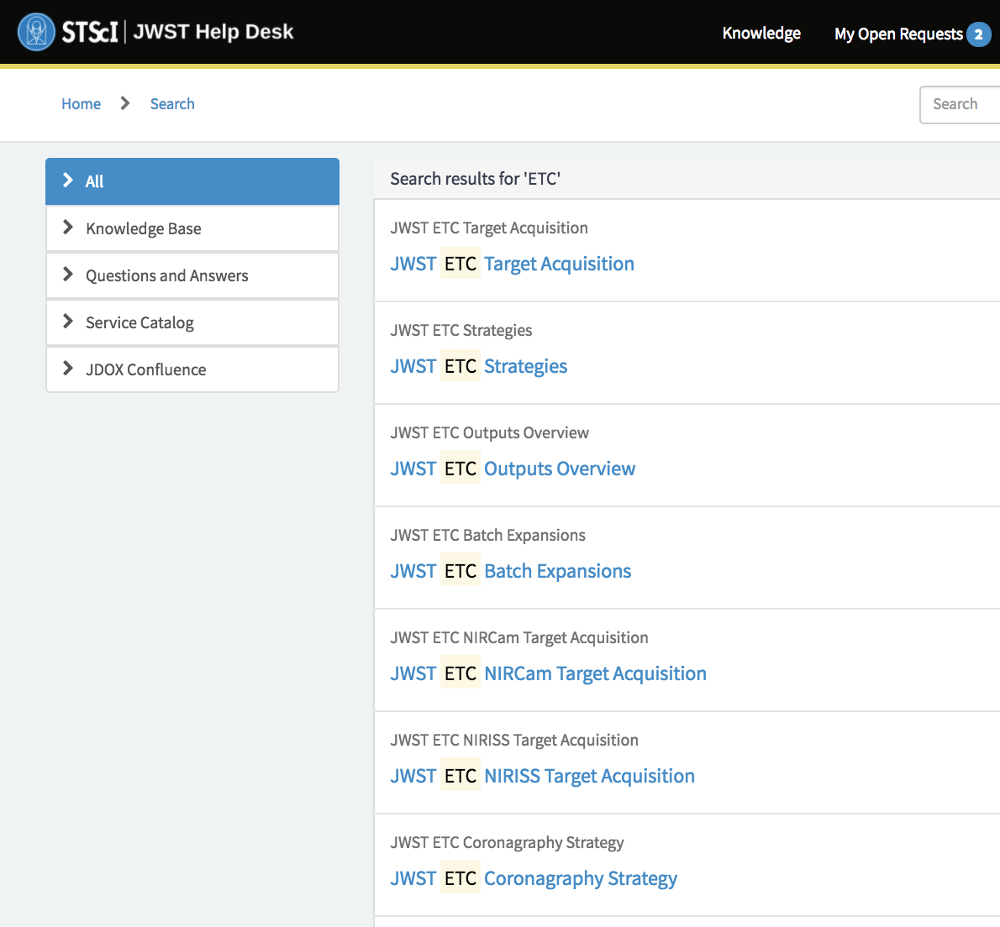 STScI | JWST Help Desk
Knowledge
My Open Requests 2
Home
Search
Search
All
Knowledge Base
Questions and Answers
Service Catalog
JDOX Confluence
Search results for 'ETC'
JWST ETC Target Acquisition
JWST ETC Target Acquisition
JWST ETC Strategies
JWST ETC Strategies
JWST ETC Outputs Overview
JWST ETC Outputs Overview
JWST ETC Batch Expansions
JWST ETC Batch Expansions
JWST ETC NIRCam Target Acquisition
JWST ETC NIRCam Target Acquisition
JWST ETC NIRISS Target Acquisition
JWST ETC NIRISS Target Acquisition
JWST ETC Coronagraphy Strategy
JWST ETC Coronagraphy Strategy